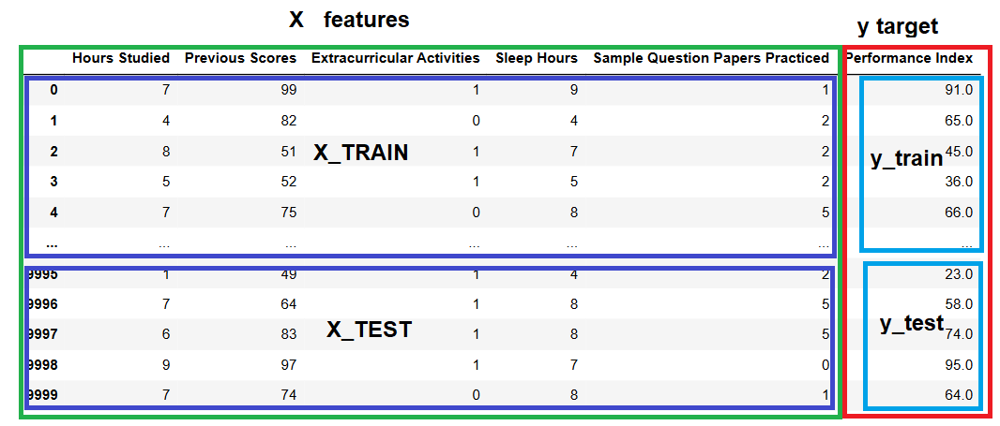 X features
y target
Hours Studied Previous Scores Extracurricular Activities Sleep Hours Sample Question Papers Practiced Performance Index
0 7 99 1 9 1 91.0
1 4 82 0 4 2 65.0
2 8 51 X_TRAIN 1 7 2 y_train 45.0
3 5 52 1 5 2 36.0
4 7 75 0 8 5 66.0
... ... ... ... ... ... ...
9995 1 49 1 4 2 23.0
9996 7 64 1 8 5 58.0
X_TEST y_test
9997 6 83 1 8 5 74.0
9998 9 97 1 7 0 95.0
9999 7 74 0 8 1 64.0